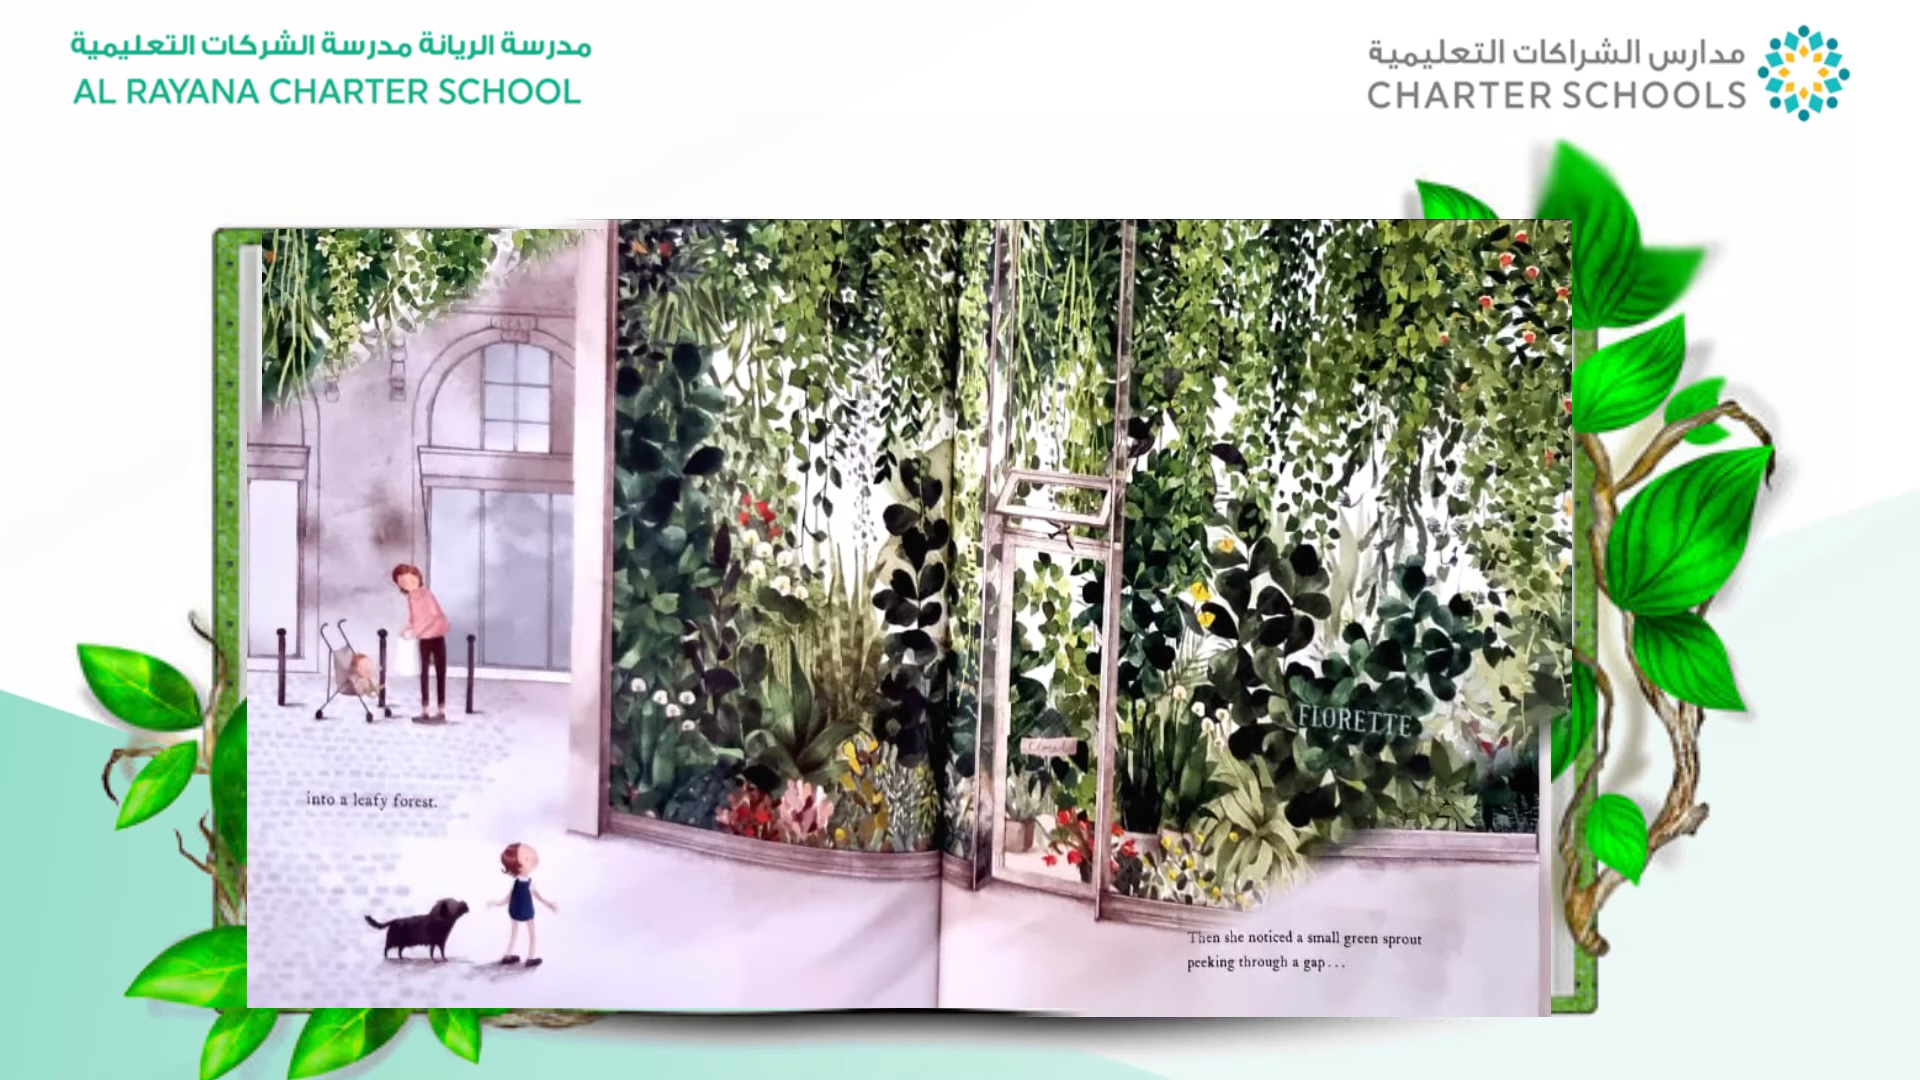 مدرسة الريانة مدرسة الشركات التعليمية
AL RAYANA CHARTER SCHOOL
مدارس الشراكات التعليمية
CHARTER SCHOOLS
into a leafy forest.
FLORETTE
Closed
Then she noticed a small green sprout
peeking through a gap...